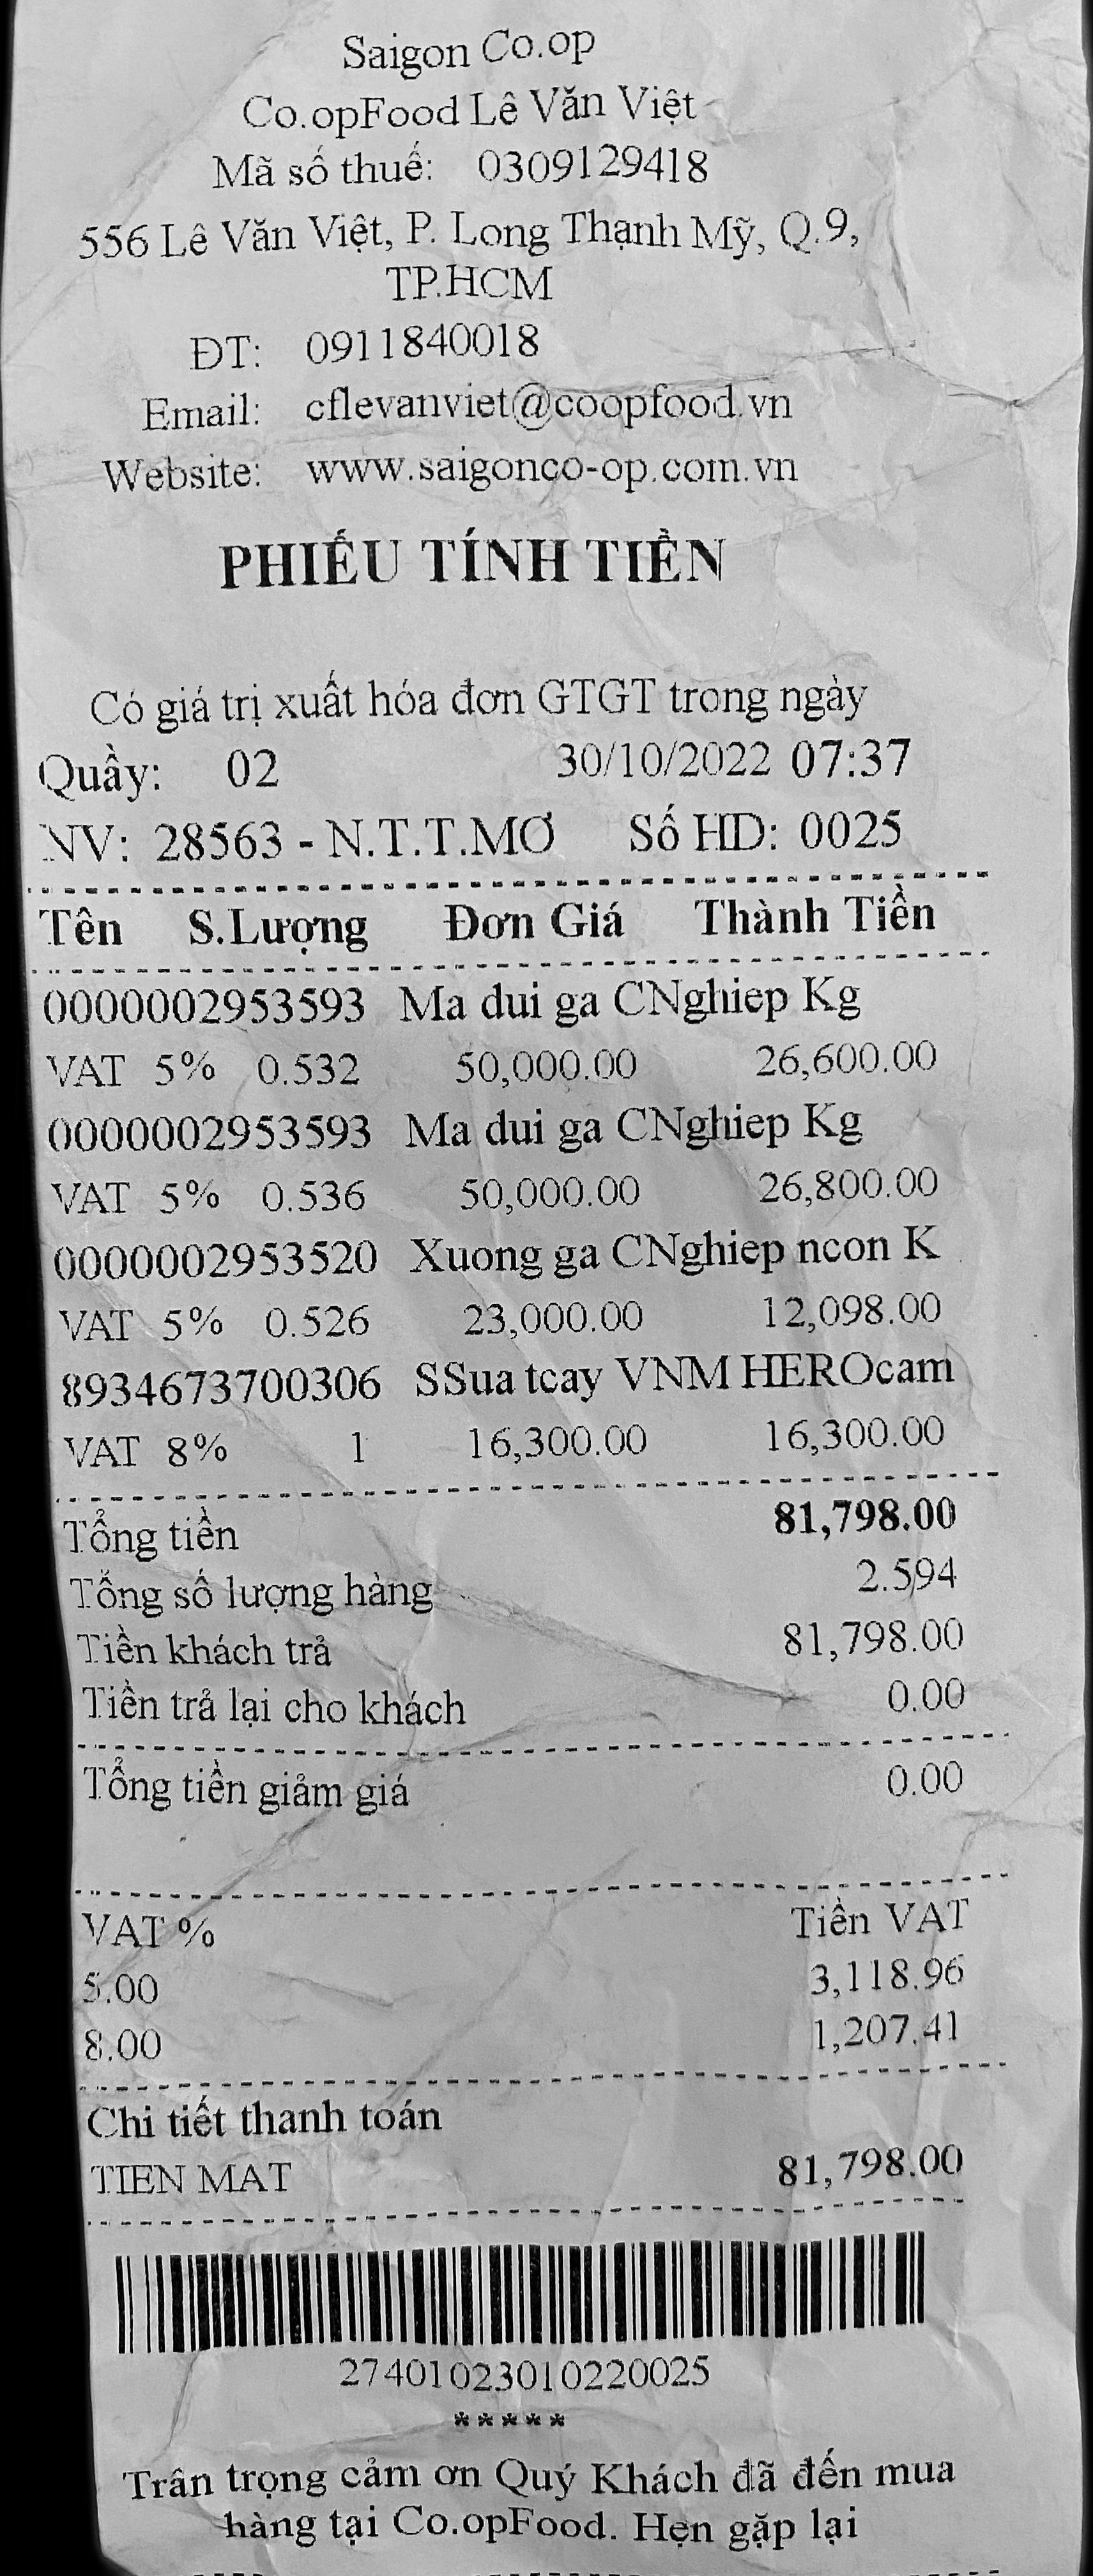 Saigon Co.op
Co.opFood Lê Văn Việt
Mã số thuế: 0309129418
556 Lê Văn Việt, P. Long Thạnh Mỹ, Q.9,
TP.HCM
ĐT: 0911840018
Email: cflevanviet@coopfood.vn
Website: www.saigonco-op.com.vn
PHIẾU TÍNH TIỀN
Có giá trị xuất hóa đơn GTGT trong ngày
Quầy: 02 30/10/2022 07:37
NV: 28563 - N.T.T.MƠ Số HD: 0025
Tên S.Lượng Đơn Giá Thành Tiền
0000002953593 Ma dui ga CNghiep Kg
VAT 5% 0.532 50,000.00 26,600.00
0000002953593 Ma dui ga CNghiep Kg
VAT 5% 0.536 50,000.00 26,800.00
0000002953520 Xuong ga CNghiep ncon K
VAT 5% 0.526 23,000.00 12,098.00
8934673700306 SSua tcay VNM HEROcam
VAT 8% 1 16,300.00 16,300.00
Tổng tiền 81,798.00
Tổng số lượng hàng 2.594
Tiền khách trả 81,798.00
Tiền trả lại cho khách 0.00
Tổng tiền giảm giá 0.00
VAT % Tiền VAT
5.00 3,118.96
8.00 1,207.41
Chi tiết thanh toán
TIEN MAT 81,798.00
27401023010220025
*****
Trân trọng cảm ơn Quý Khách đã đến mua
hàng tại Co.opFood. Hẹn gặp lại